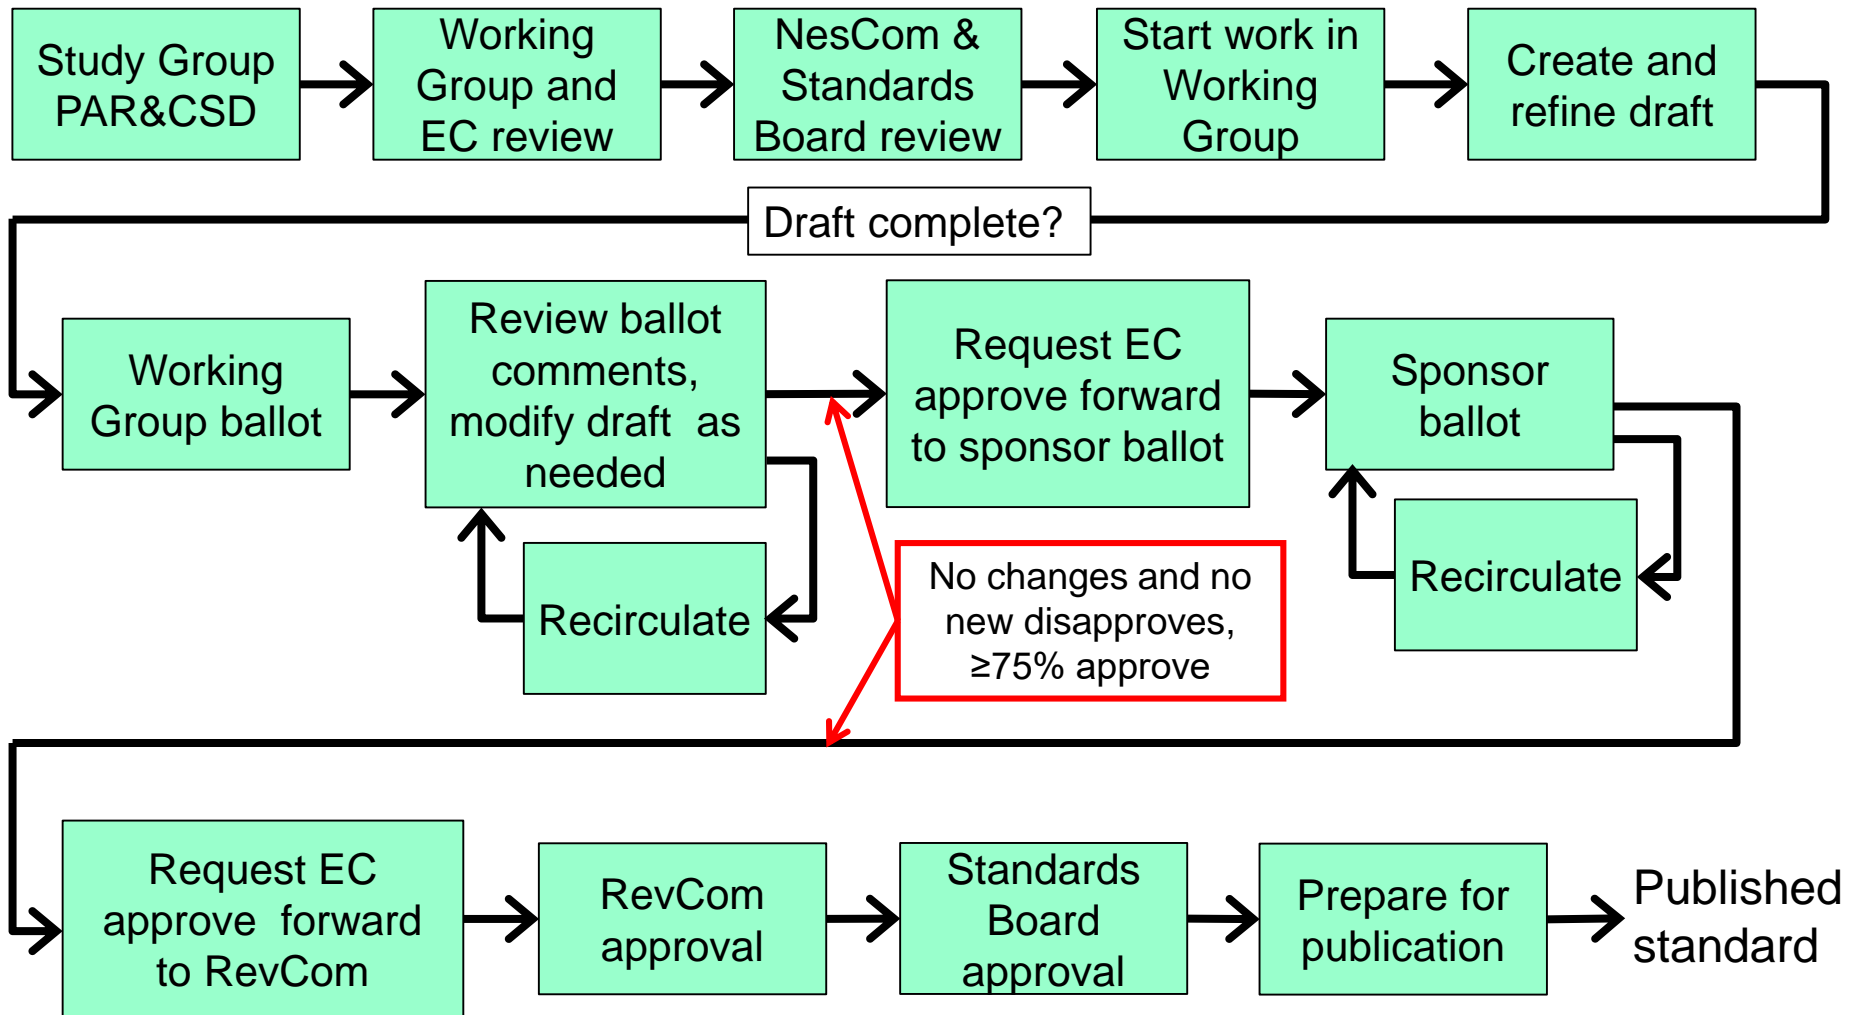 Study Group
PAR&CSD
Working
Group and
EC review
NesCom &
Standards
Board review
Start work in
Working
Group
Create and
refine draft
Draft complete?
Working
Group ballot
Review ballot
comments,
modify draft as
needed
Recirculate
Request EC
approve forward
to sponsor ballot
Sponsor
ballot
Recirculate
No changes and no
new disapproves,
≥75% approve
Request EC
approve forward
to RevCom
RevCom
approval
Standards
Board
approval
Prepare for
publication
Published
standard